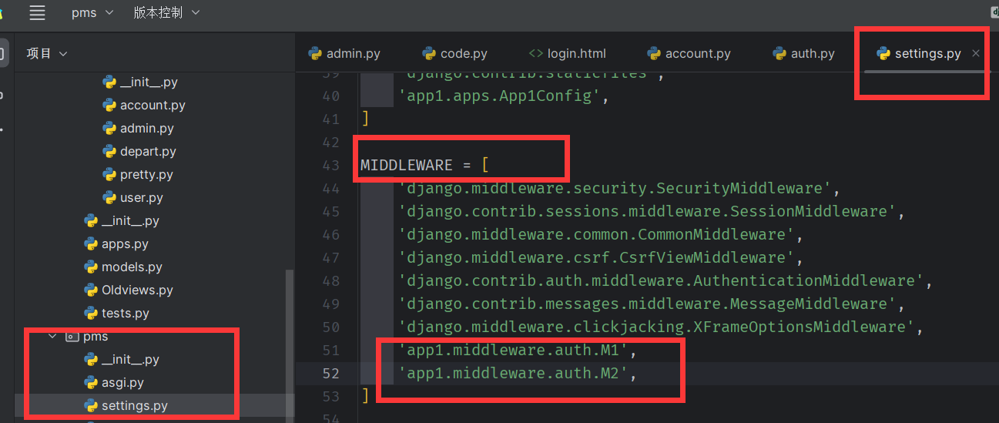 pms 版本控制
项目
admin.py code.py <> login.html account.py auth.py settings.py ×
__init__.py
account.py
admin.py
depart.py
pretty.py
user.py
__init__.py
apps.py
models.py
Oldviews.py
tests.py
pms
__init__.py
asgi.py
settings.py
39 'django.contrib.staticfiles',
40 'app1.apps.App1Config',
41 ]
42
43 MIDDLEWARE = [
44 'django.middleware.security.SecurityMiddleware',
45 'django.contrib.sessions.middleware.SessionMiddleware',
46 'django.middleware.common.CommonMiddleware',
47 'django.middleware.csrf.CsrfViewMiddleware',
48 'django.contrib.auth.middleware.AuthenticationMiddleware',
49 'django.contrib.messages.middleware.MessageMiddleware',
50 'django.middleware.clickjacking.XFrameOptionsMiddleware',
51 'app1.middleware.auth.M1',
52 'app1.middleware.auth.M2',
53 ]
54